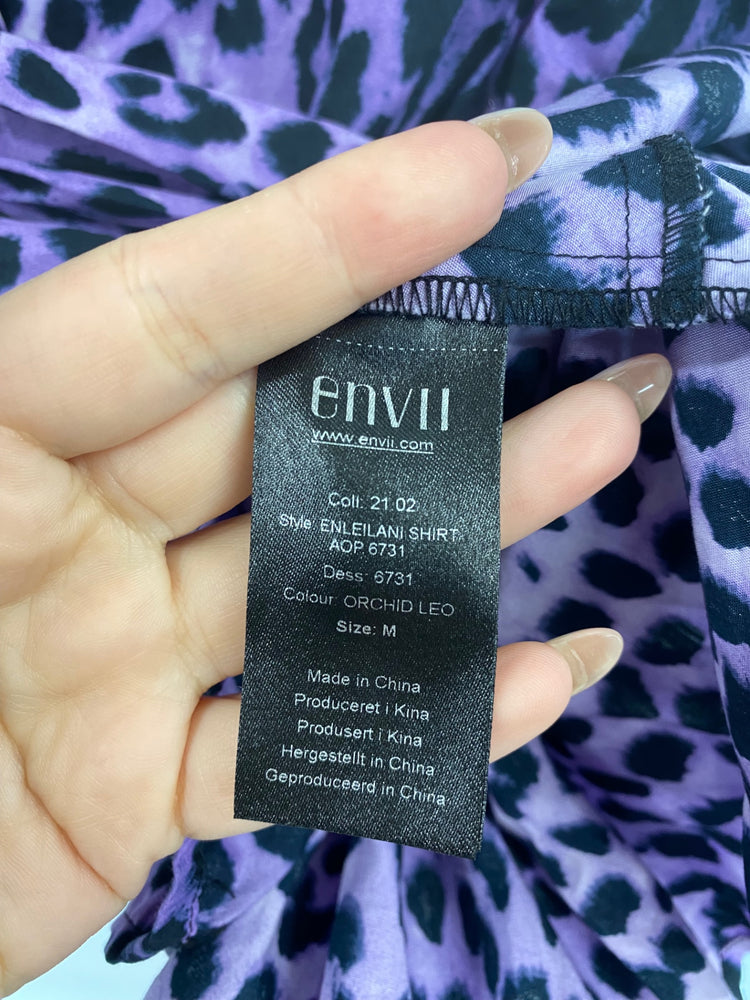 envii
www.envii.com
Coll: 21 02
Style: ENLEILANI SHIRT
AOP 6731
Dess: 6731
Colour: ORCHID LEO
Size: M
Made in China
Produceret i Kina
Produsert i Kina
Hergestellt in China
Geproduceerd in China